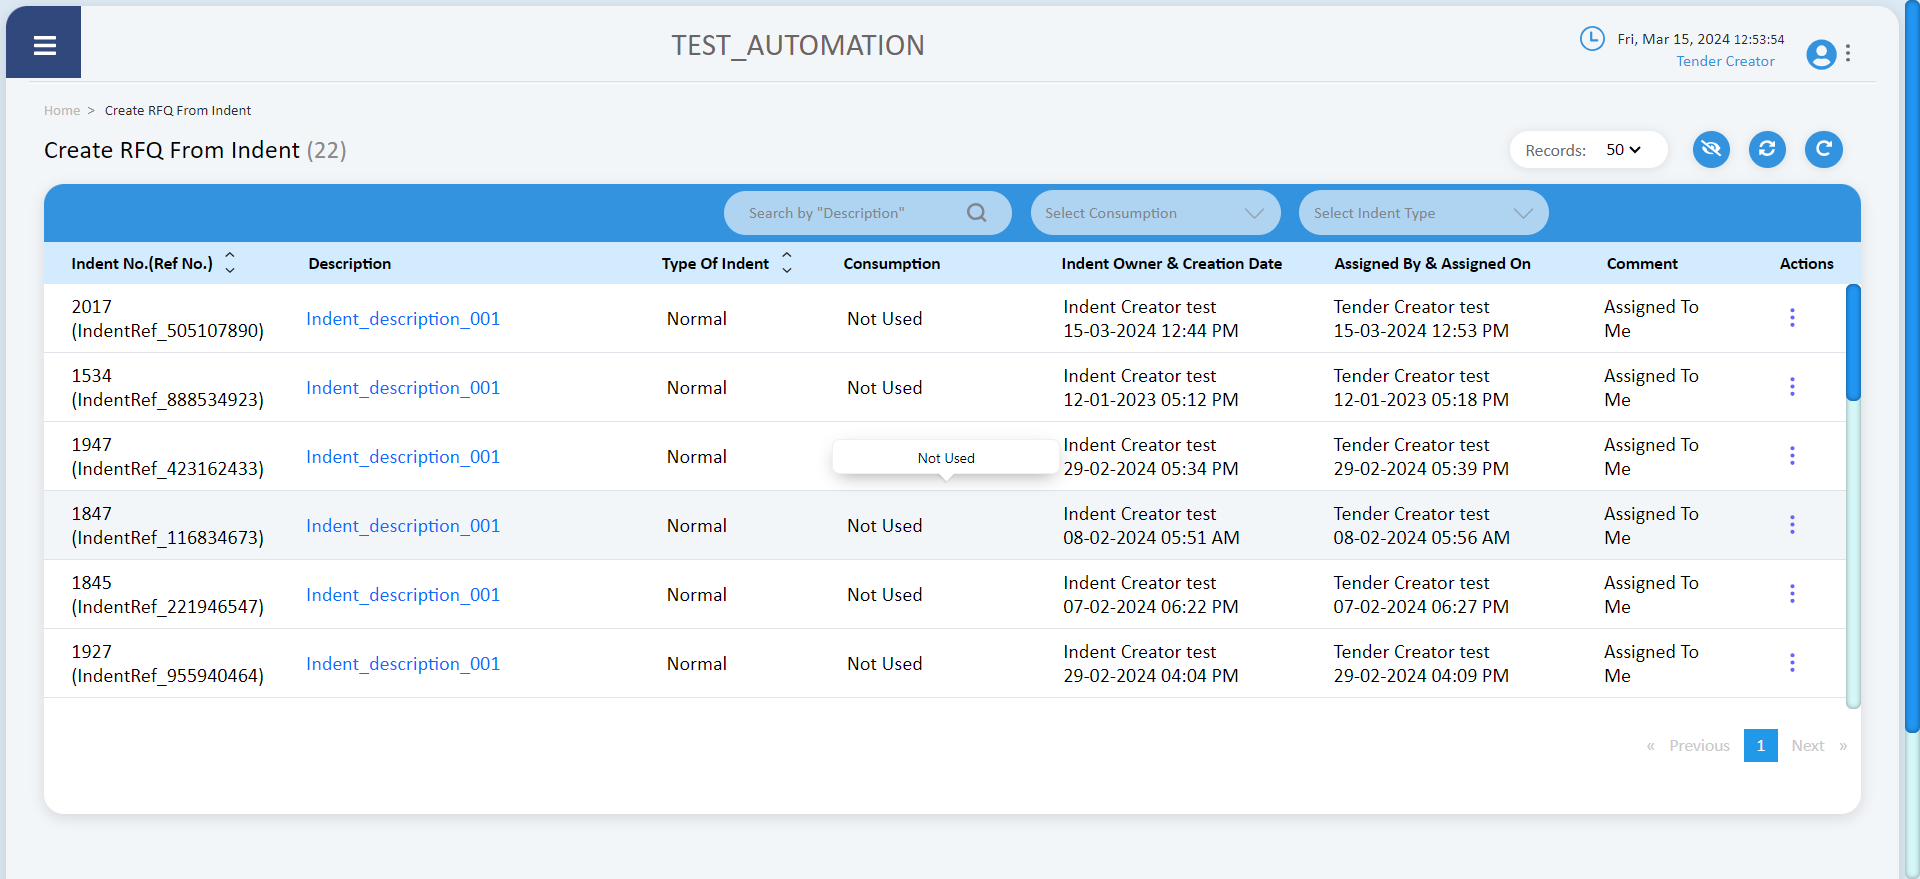 TEST_AUTOMATION
Fri, Mar 15, 2024 12:53:54
Tender Creator
Home > Create RFQ From Indent
Create RFQ From Indent (22)
Records: 50
Search by "Description" Select Consumption Select Indent Type
Indent No.(Ref No.) Description Type Of Indent Consumption Indent Owner & Creation Date Assigned By & Assigned On Comment Actions
2017 Indent Creator test Tender Creator test Assigned To
Indent_description_001 Normal Not Used
(IndentRef_505107890) 15-03-2024 12:44 PM 15-03-2024 12:53 PM Me
1534 Indent Creator test Tender Creator test Assigned To
Indent_description_001 Normal Not Used
(IndentRef_888534923) 12-01-2023 05:12 PM 12-01-2023 05:18 PM Me
1947 Indent Creator test Tender Creator test Assigned To
Indent_description_001 Normal Not Used
(IndentRef_423162433) 29-02-2024 05:34 PM 29-02-2024 05:39 PM Me
1847 Indent Creator test Tender Creator test Assigned To
Indent_description_001 Normal Not Used
(IndentRef_116834673) 08-02-2024 05:51 AM 08-02-2024 05:56 AM Me
1845 Indent Creator test Tender Creator test Assigned To
Indent_description_001 Normal Not Used
(IndentRef_221946547) 07-02-2024 06:22 PM 07-02-2024 06:27 PM Me
1927 Indent Creator test Tender Creator test Assigned To
Indent_description_001 Normal Not Used
(IndentRef_955940464) 29-02-2024 04:04 PM 29-02-2024 04:09 PM Me
« Previous 1 Next »